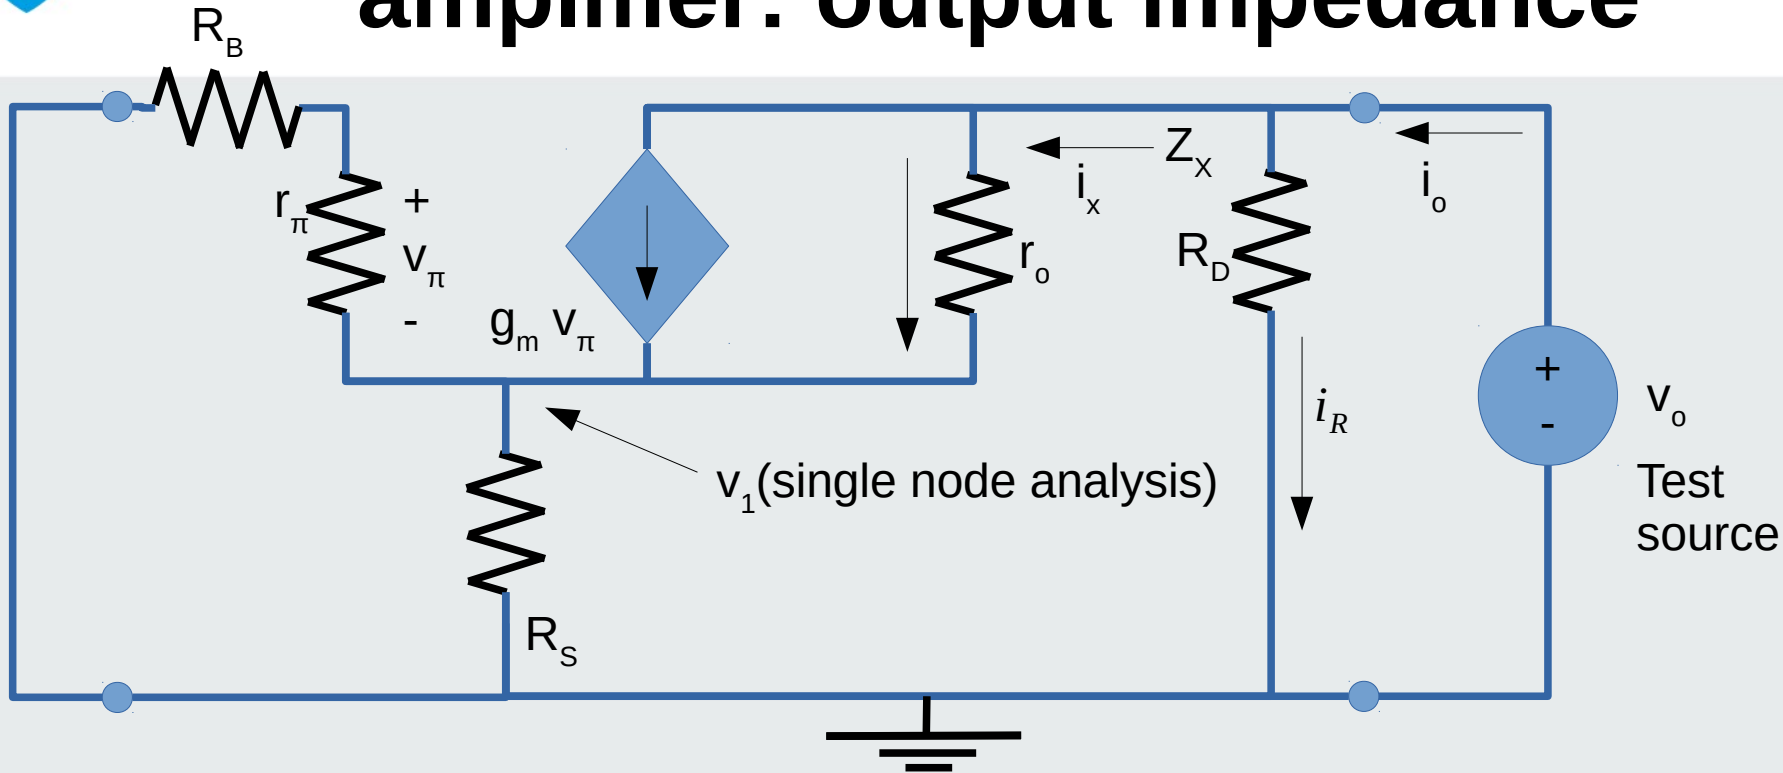 amplifier: output impedance
R_B
r_π
+
v_π
-
g_m v_π
Z_X
i_x
r_o
R_D
i_o
i_R
+
-
v_o
Test
source
v_1(single node analysis)
R_S